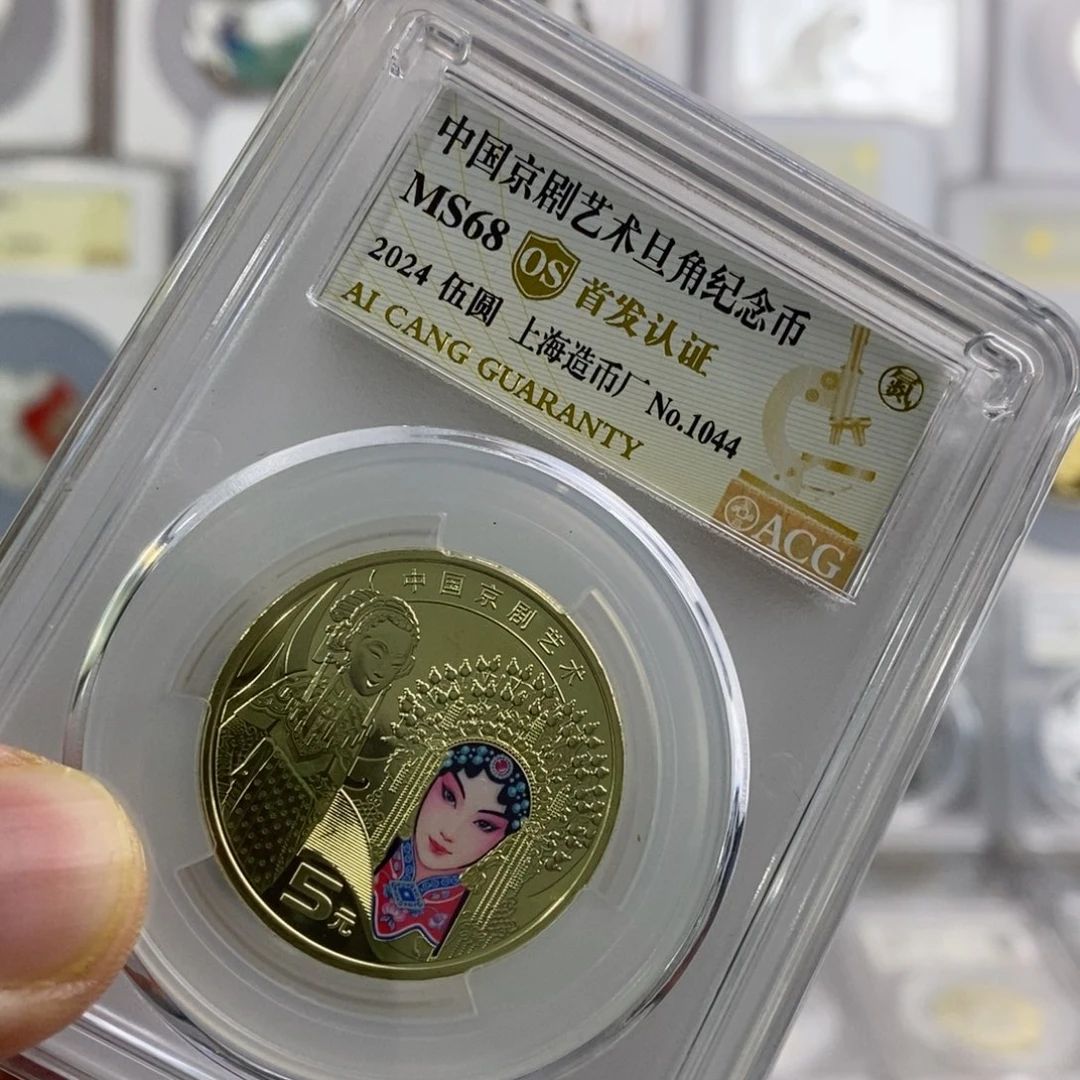 中国京剧艺术旦角纪念币
MS68 OS 首发认证
2024 伍圆 上海造币厂 No.1044
AI CANG GUARANTY
氮
ACG
中国京剧艺术
5元